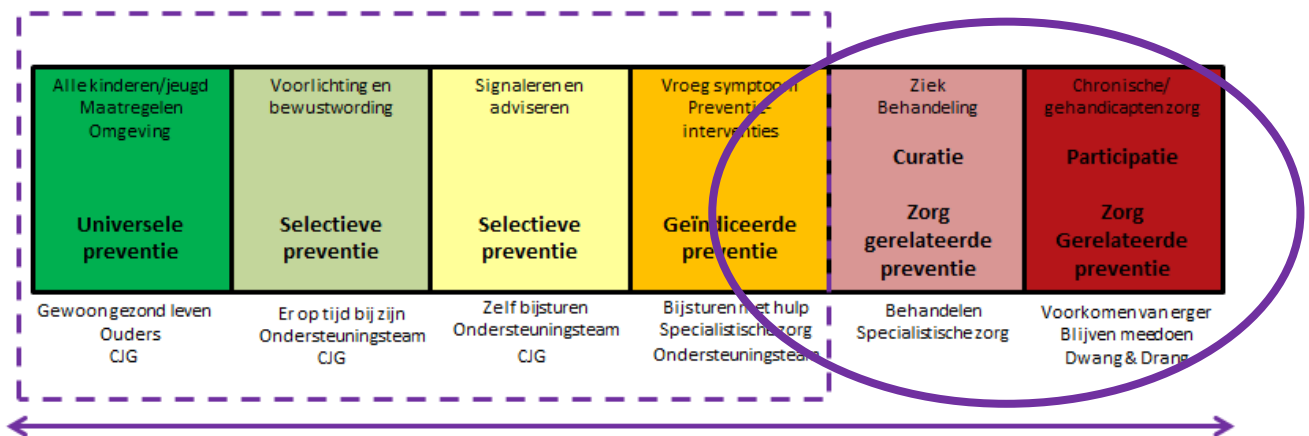 Alle kinderen/jeugd
Maatregelen
Omgeving
Universele
preventie
Gewoon gezond leven
Ouders
CJG
Voorlichting en
bewustwording
Selectieve
preventie
Er op tijd bij zijn
Ondersteuningsteam
CJG
Signaleren en
adviseren
Selectieve
preventie
Zelf bijsturen
Ondersteuningsteam
CJG
Vroeg symptoom
Preventie-
interventies
Geïndiceerde
preventie
Bijsturen met hulp
Specialistische zorg
Ondersteuningsteam
Ziek
Behandeling
Curatie
Zorg
gerelateerde
preventie
Behandelen
Specialistische zorg
Chronische/
gehandicaptenzorg
Participatie
Zorg
Gerelateerde
preventie
Voorkomen van erger
Blijven meedoen
Dwang & Drang